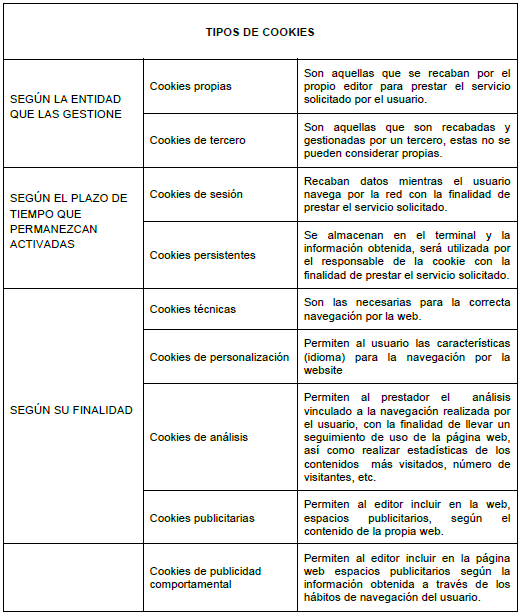 TIPOS DE COOKIES
SEGÚN LA ENTIDAD
QUE LAS GESTIONE
Cookies propias
Son aquellas que se recaban por el
propio editor para prestar el servicio
solicitado por el usuario.
Cookies de tercero
Son aquellas que son recabadas y
gestionadas por un tercero, estas no se
pueden considerar propias.
SEGÚN EL PLAZO DE
TIEMPO QUE
PERMANEZCAN
ACTIVADAS
Cookies de sesión
Recaban datos mientras el usuario
navega por la red con la finalidad de
prestar el servicio solicitado.
Cookies persistentes
Se almacenan en el terminal y la
información obtenida, será utilizada por
el responsable de la cookie con la
finalidad de prestar el servicio solicitado.
SEGÚN SU FINALIDAD
Cookies técnicas
Son las necesarias para la correcta
navegación por la web.
Cookies de personalización
Permiten al usuario las características
(idioma) para la navegación por la
website
Cookies de análisis
Permiten al prestador el análisis
vinculado a la navegación realizada por
el usuario, con la finalidad de llevar un
seguimiento de uso de la página web,
así como realizar estadísticas de los
contenidos más visitados, número de
visitantes, etc.
Cookies publicitarias
Permiten al editor incluir en la web,
espacios publicitarios, según el
contenido de la propia web.
Cookies de publicidad
comportamental
Permiten al editor incluir en la página
web espacios publicitarios según la
información obtenida a través de los
hábitos de navegación del usuario.